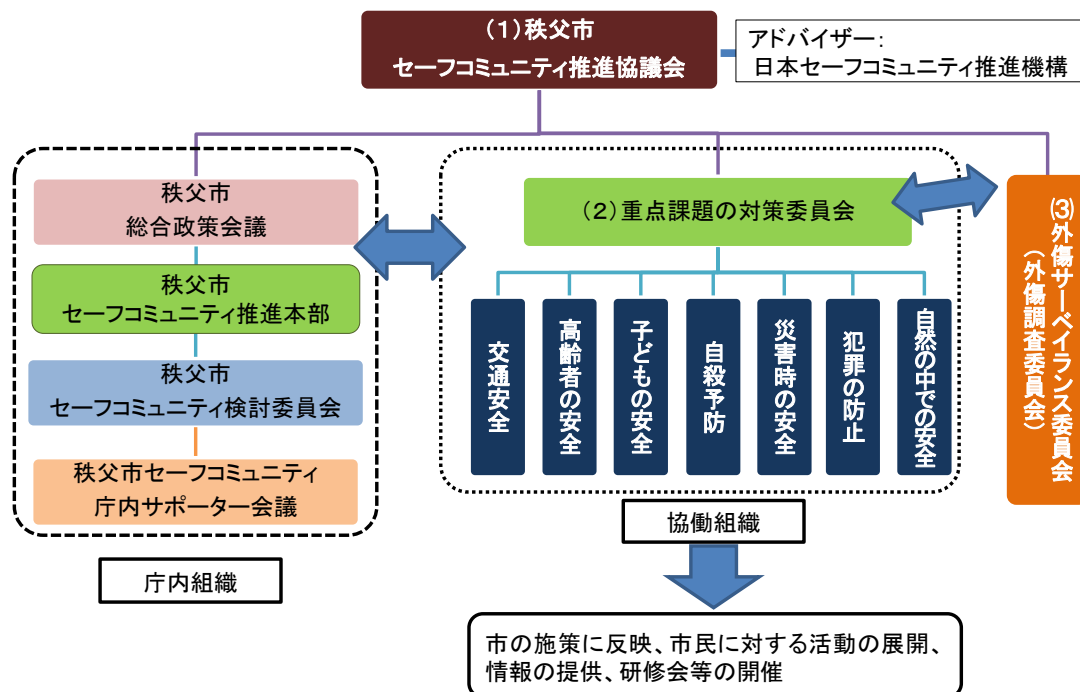 (1)秩父市
セーフコミュニティ推進協議会
アドバイザー：
日本セーフコミュニティ推進機構
秩父市
総合政策会議
秩父市
セーフコミュニティ推進本部
秩父市
セーフコミュニティ検討委員会
秩父市セーフコミュニティ
庁内サポーター会議
庁内組織
(2)重点課題の対策委員会
交通安全
高齢者の安全
子どもの安全
自殺予防
災害時の安全
犯罪の防止
自然の中での安全
協働組織
(3)外傷サーベイランス委員会
(外傷調査委員会)
市の施策に反映、市民に対する活動の展開、
情報の提供、研修会等の開催